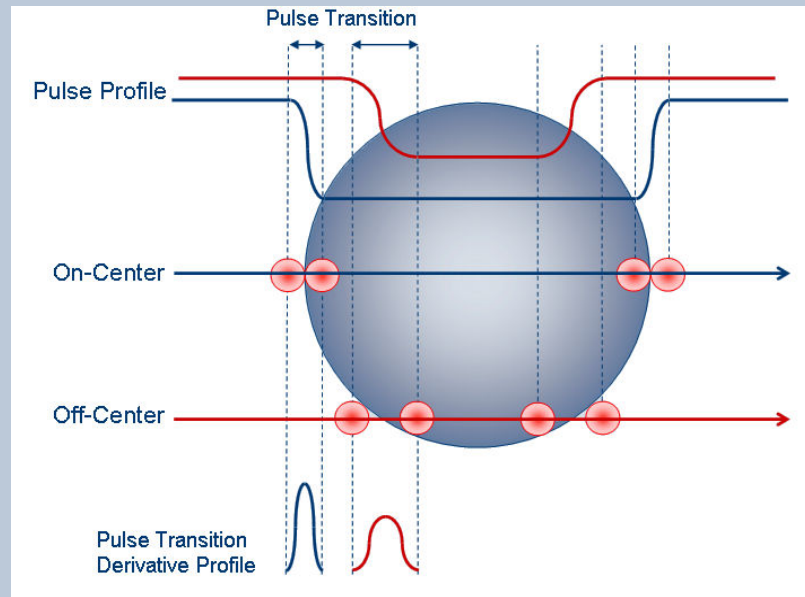 Pulse Transition
Pulse Profile
On-Center
Off-Center
Pulse Transition
Derivative Profile